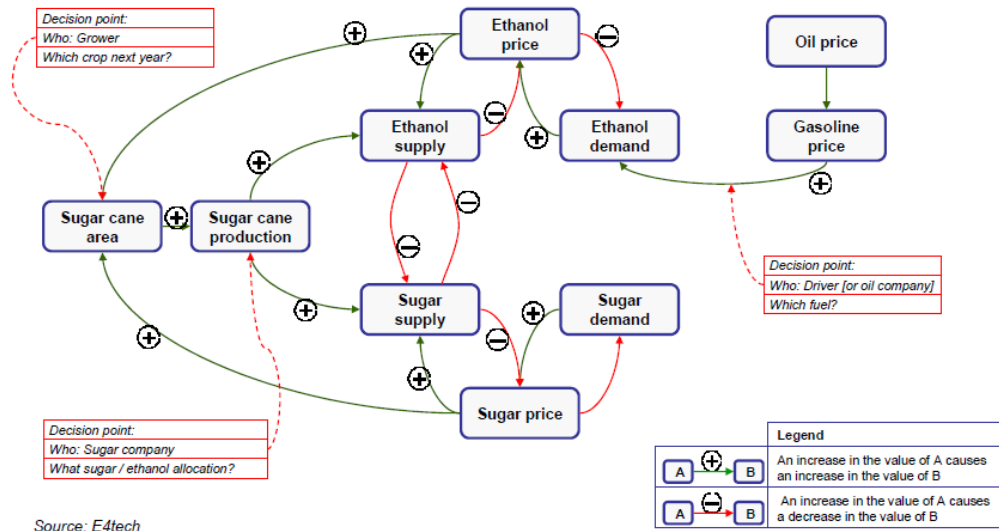 Decision point:
Who: Grower
Which crop next year?
Ethanol
price
Oil price
Ethanol
supply
Ethanol
demand
Gasoline
price
Sugar cane
area
Sugar cane
production
Decision point:
Who: Driver [or oil company]
Which fuel?
Sugar
supply
Sugar
demand
Sugar price
Decision point:
Who: Sugar company
What sugar / ethanol allocation?
Legend
A
+
B
An increase in the value of A causes
an increase in the value of B
A
−
B
An increase in the value of A causes
a decrease in the value of B
Source: E4tech